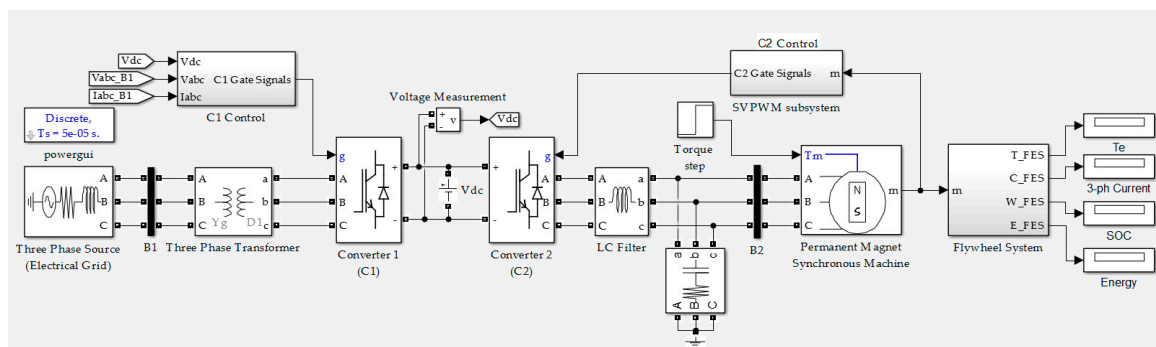 C2 Control
Vdc
Vdc
Vabc_B1
Vabc
C1 Gate Signals
Iabc_B1
Iabc
C1 Control
C2 Gate Signals
m
SVPWM subsystem
Voltage Measurement
+
-
v
Vdc
Discrete,
Ts = 5e-05 s.
powergui
Torque
step
Te
3-ph Current
SOC
Energy
A
B
C
Three Phase Source
(Electrical Grid)
B1
A
B
C
a
b
c
Yg
D1
Three Phase Transformer
g
A
B
C
+
-
Converter 1
(C1)
+
Vdc
g
+
-
A
B
C
Converter 2
(C2)
A
B
C
a
b
c
LC Filter
a
b
c
A
B
C
B2
Tm
A
B
C
N
S
m
Permanent Magnet
Synchronous Machine
m
T_FES
C_FES
W_FES
E_FES
Flywheel System